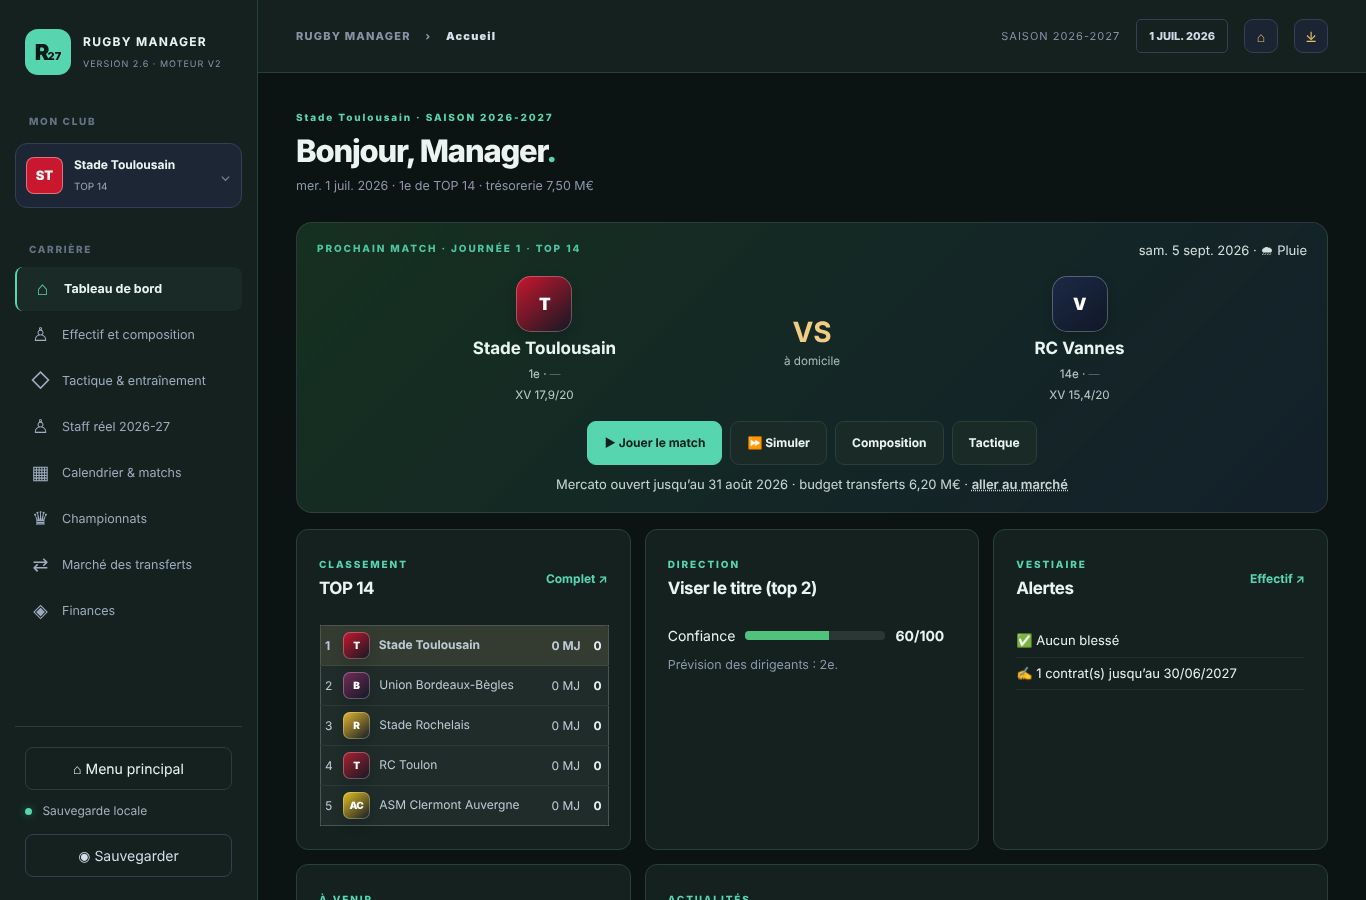 R27
RUGBY MANAGER
VERSION 2.6 · MOTEUR V2
MON CLUB
ST
Stade Toulousain
TOP 14
CARRIÈRE
Tableau de bord
Effectif et composition
Tactique & entraînement
Staff réel 2026-27
Calendrier & matchs
Championnats
Marché des transferts
Finances
Menu principal
Sauvegarde locale
Sauvegarder
RUGBY MANAGER › Accueil
SAISON 2026-2027
1 JUIL. 2026
Stade Toulousain · SAISON 2026-2027
Bonjour, Manager.
mer. 1 juil. 2026 · 1e de TOP 14 · trésorerie 7,50 M€
PROCHAIN MATCH · JOURNÉE 1 · TOP 14
sam. 5 sept. 2026 · 🌧 Pluie
T
Stade Toulousain
1e · —
XV 17,9/20
VS
à domicile
V
RC Vannes
14e · —
XV 15,4/20
▶ Jouer le match
⏩ Simuler
Composition
Tactique
Mercato ouvert jusqu'au 31 août 2026 · budget transferts 6,20 M€ · aller au marché
CLASSEMENT
TOP 14
Complet ↗
1 T Stade Toulousain 0 MJ 0
2 B Union Bordeaux-Bègles 0 MJ 0
3 R Stade Rochelais 0 MJ 0
4 T RC Toulon 0 MJ 0
5 AC ASM Clermont Auvergne 0 MJ 0
DIRECTION
Viser le titre (top 2)
Confiance 60/100
Prévision des dirigeants : 2e.
VESTIAIRE
Alertes
Effectif ↗
✅ Aucun blessé
✍ 1 contrat(s) jusqu'au 30/06/2027
À VENIR
ACTUALITÉS